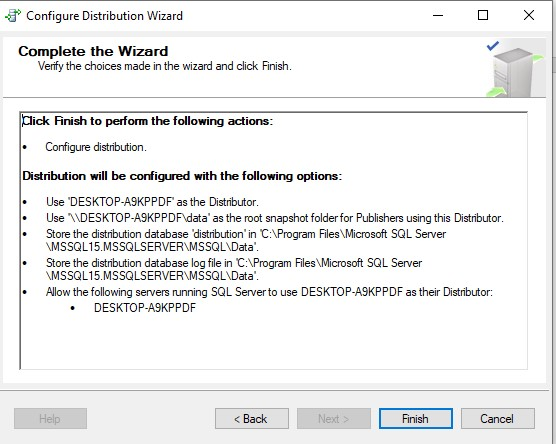 Configure Distribution Wizard
Complete the Wizard
Verify the choices made in the wizard and click Finish.
Click Finish to perform the following actions:
• Configure distribution.
Distribution will be configured with the following options:
• Use 'DESKTOP-A9KPPDF' as the Distributor.
• Use '\\DESKTOP-A9KPPDF\data' as the root snapshot folder for Publishers using this Distributor.
• Store the distribution database 'distribution' in 'C:\Program Files\Microsoft SQL Server
\MSSQL15.MSSQLSERVER\MSSQL\Data'.
• Store the distribution database log file in 'C:\Program Files\Microsoft SQL Server
\MSSQL15.MSSQLSERVER\MSSQL\Data'.
• Allow the following servers running SQL Server to use DESKTOP-A9KPPDF as their Distributor:
• DESKTOP-A9KPPDF
Help
< Back
Next >
Finish
Cancel